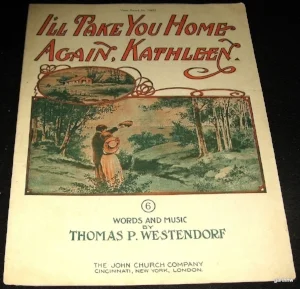 I'LL TAKE YOU HOME
AGAIN, KATHLEEN.
6
WORDS AND MUSIC
BY
THOMAS P. WESTENDORF
THE JOHN CHURCH COMPANY
CINCINNATI, NEW YORK, LONDON.